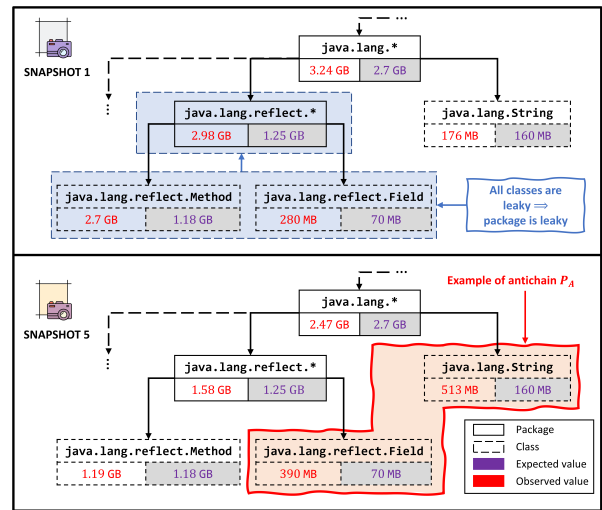 ...
java.lang.*
3.24 GB 2.7 GB
SNAPSHOT 1
...
java.lang.reflect.*
2.98 GB 1.25 GB
java.lang.String
176 MB 160 MB
java.lang.reflect.Method
2.7 GB 1.18 GB
java.lang.reflect.Field
280 MB 70 MB
All classes are
leaky ⟹
package is leaky
...
Example of antichain P_A
java.lang.*
2.47 GB 2.7 GB
SNAPSHOT 5
...
java.lang.reflect.*
1.58 GB 1.25 GB
java.lang.String
513 MB 160 MB
java.lang.reflect.Method
1.19 GB 1.18 GB
java.lang.reflect.Field
390 MB 70 MB
Package
Class
Expected value
Observed value